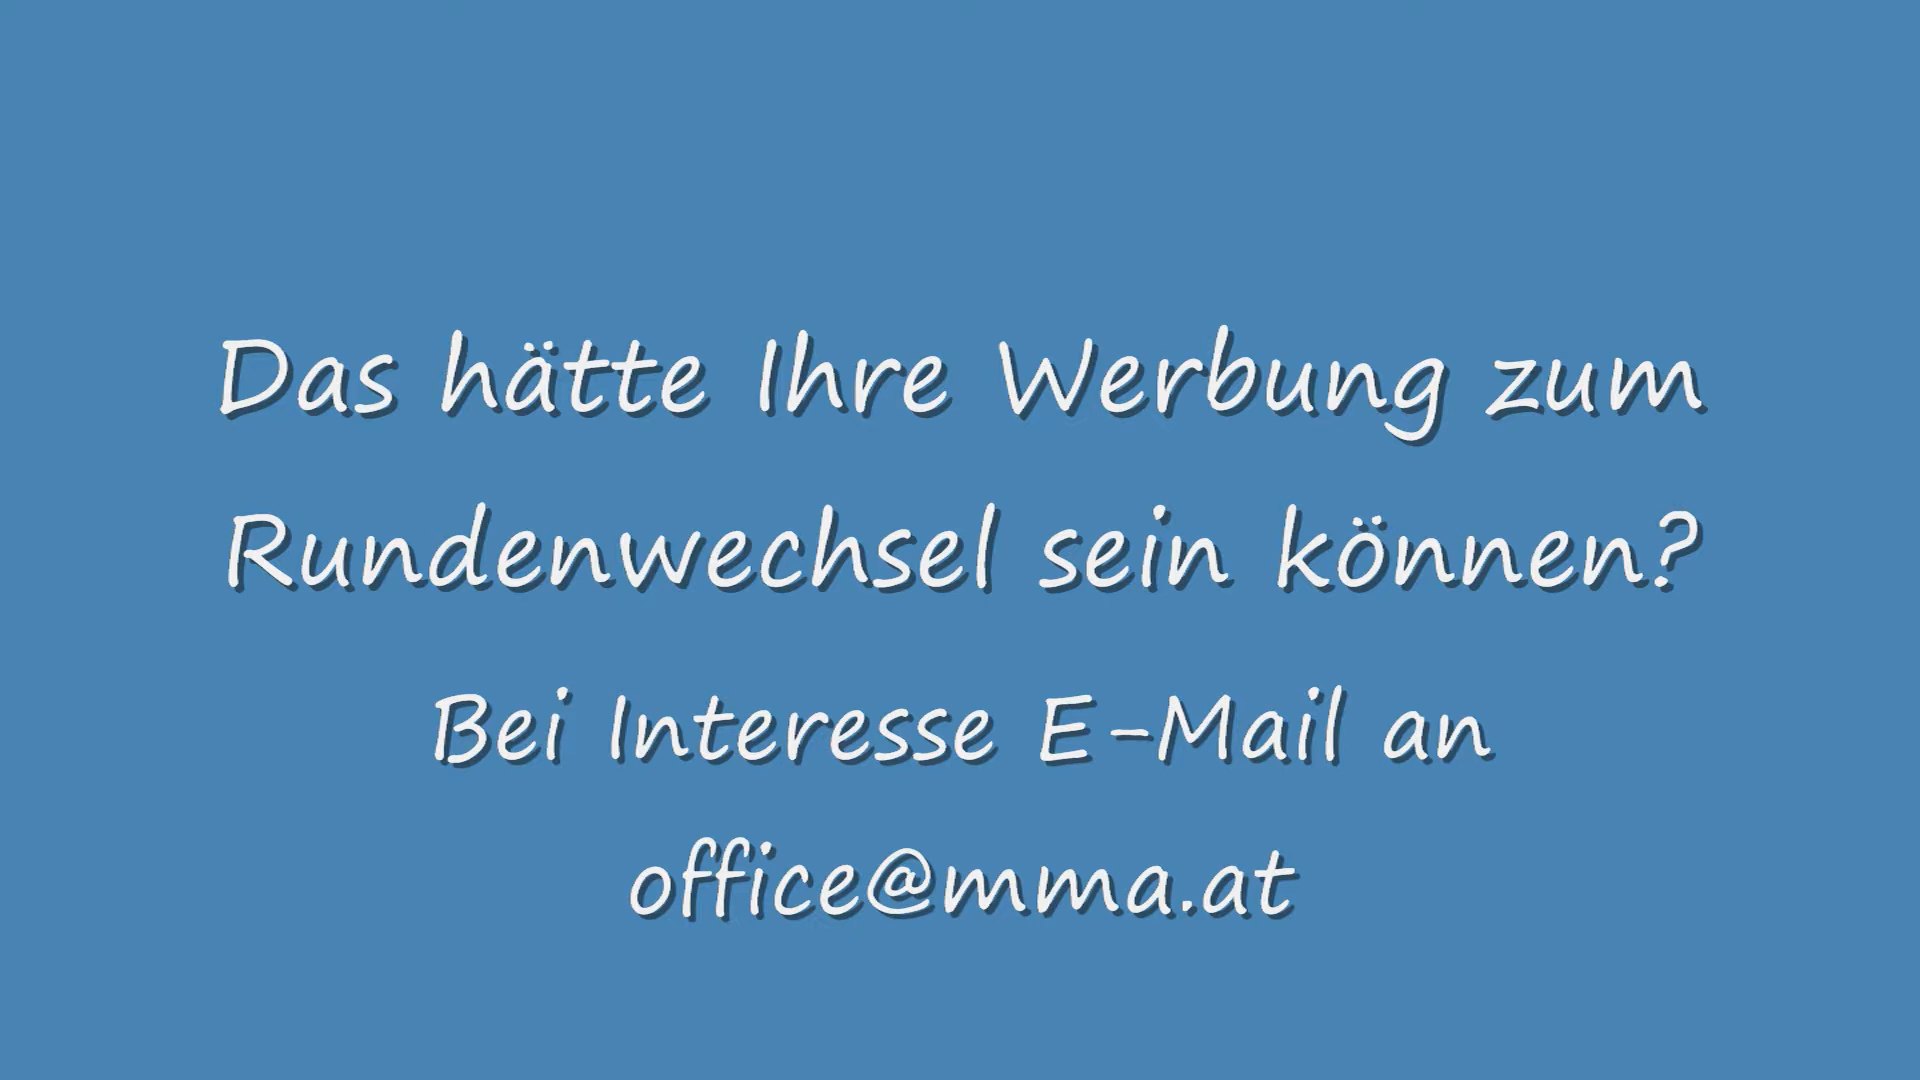 Das hätte Ihre Werbung zum
Rundenwechsel sein können?
Bei Interesse E-Mail an
office@mma.at